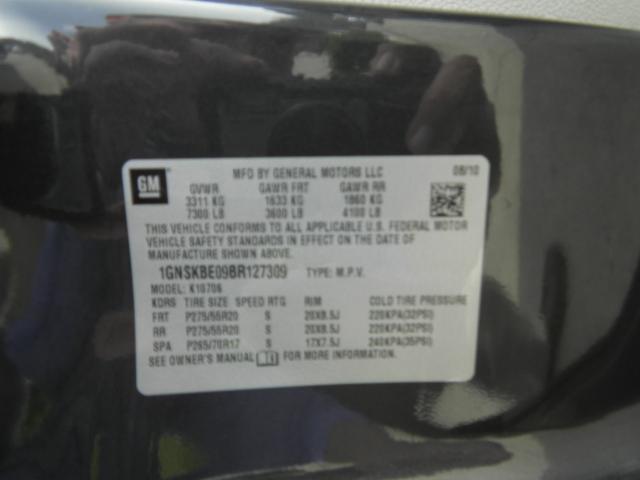 GM
MFD BY GENERAL MOTORS LLC 08/10
GVWR GAWR FRT GAWR RR
3311 KG 1633 KG 1860 KG
7300 LB 3600 LB 4100 LB
THIS VEHICLE CONFORMS TO ALL APPLICABLE U.S. FEDERAL MOTOR
VEHICLE SAFETY STANDARDS IN EFFECT ON THE DATE OF
MANUFACTURE SHOWN ABOVE.
1GNSKBE09BR127309 TYPE: M.P.V.
MODEL: K10706
KDRS TIRE SIZE SPEED RTG RIM COLD TIRE PRESSURE
FRT P275/55R20 S 20X8.5J 220KPA(32PSI)
RR P275/55R20 S 20X8.5J 220KPA(32PSI)
SPA P265/70R17 S 17X7.5J 240KPA(35PSI)
SEE OWNER'S MANUAL FOR MORE INFORMATION.